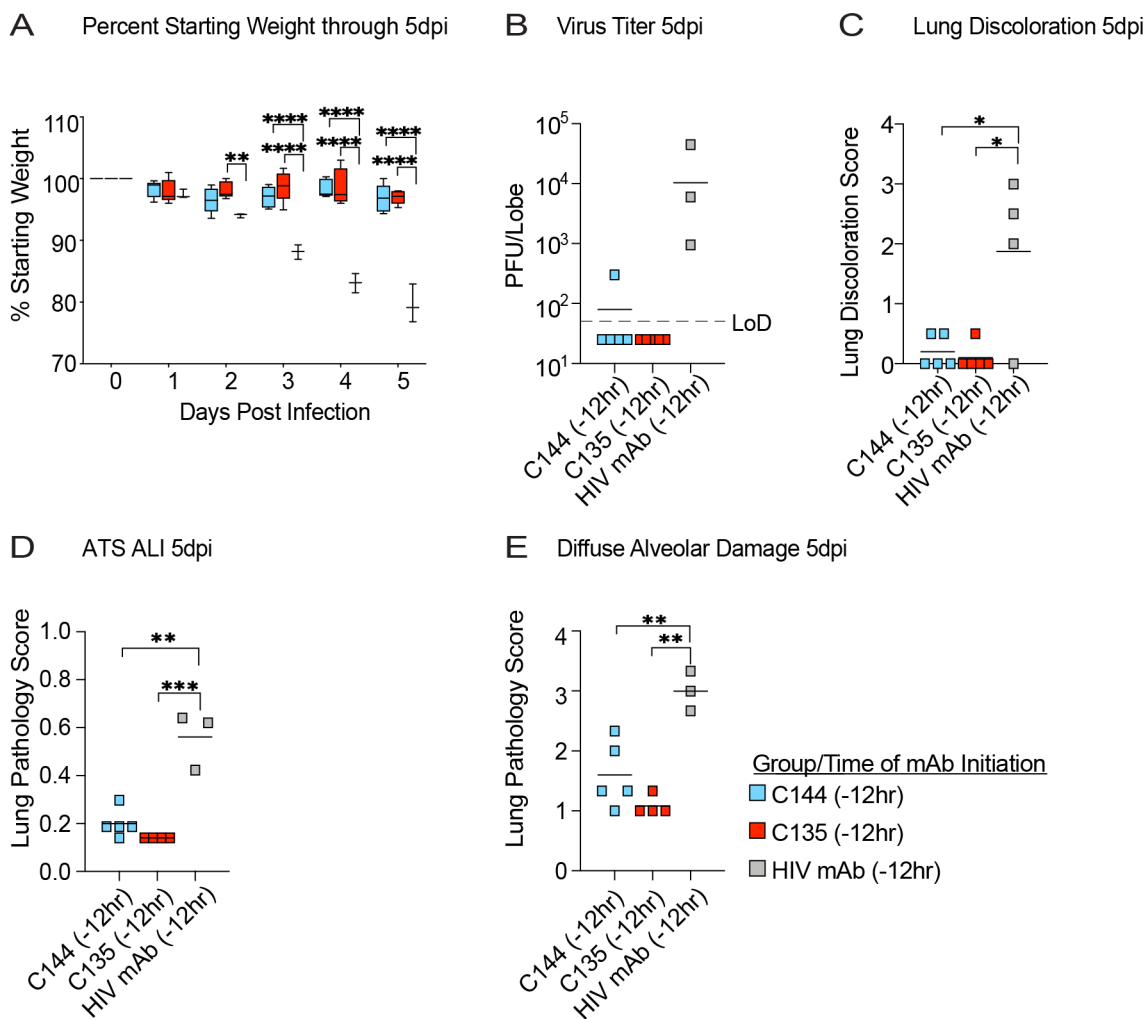 A Percent Starting Weight through 5dpi
110
100
90
80
70
% Starting Weight
0 1 2 3 4 5
Days Post Infection
** **** **** **** **** **** ****
B Virus Titer 5dpi
10^5
10^4
10^3
10^2
10^1
PFU/Lobe
LoD
C144 (-12hr)
C135 (-12hr)
HIV mAb (-12hr)
C Lung Discoloration 5dpi
4
3
2
1
0
Lung Discoloration Score
*
*
C144 (-12hr)
C135 (-12hr)
HIV mAb (-12hr)
D ATS ALI 5dpi
1.0
0.8
0.6
0.4
0.2
0.0
Lung Pathology Score
**
***
C144 (-12hr)
C135 (-12hr)
HIV mAb (-12hr)
E Diffuse Alveolar Damage 5dpi
4
3
2
1
0
Lung Pathology Score
**
**
C144 (-12hr)
C135 (-12hr)
HIV mAb (-12hr)
Group/Time of mAb Initiation
C144 (-12hr)
C135 (-12hr)
HIV mAb (-12hr)